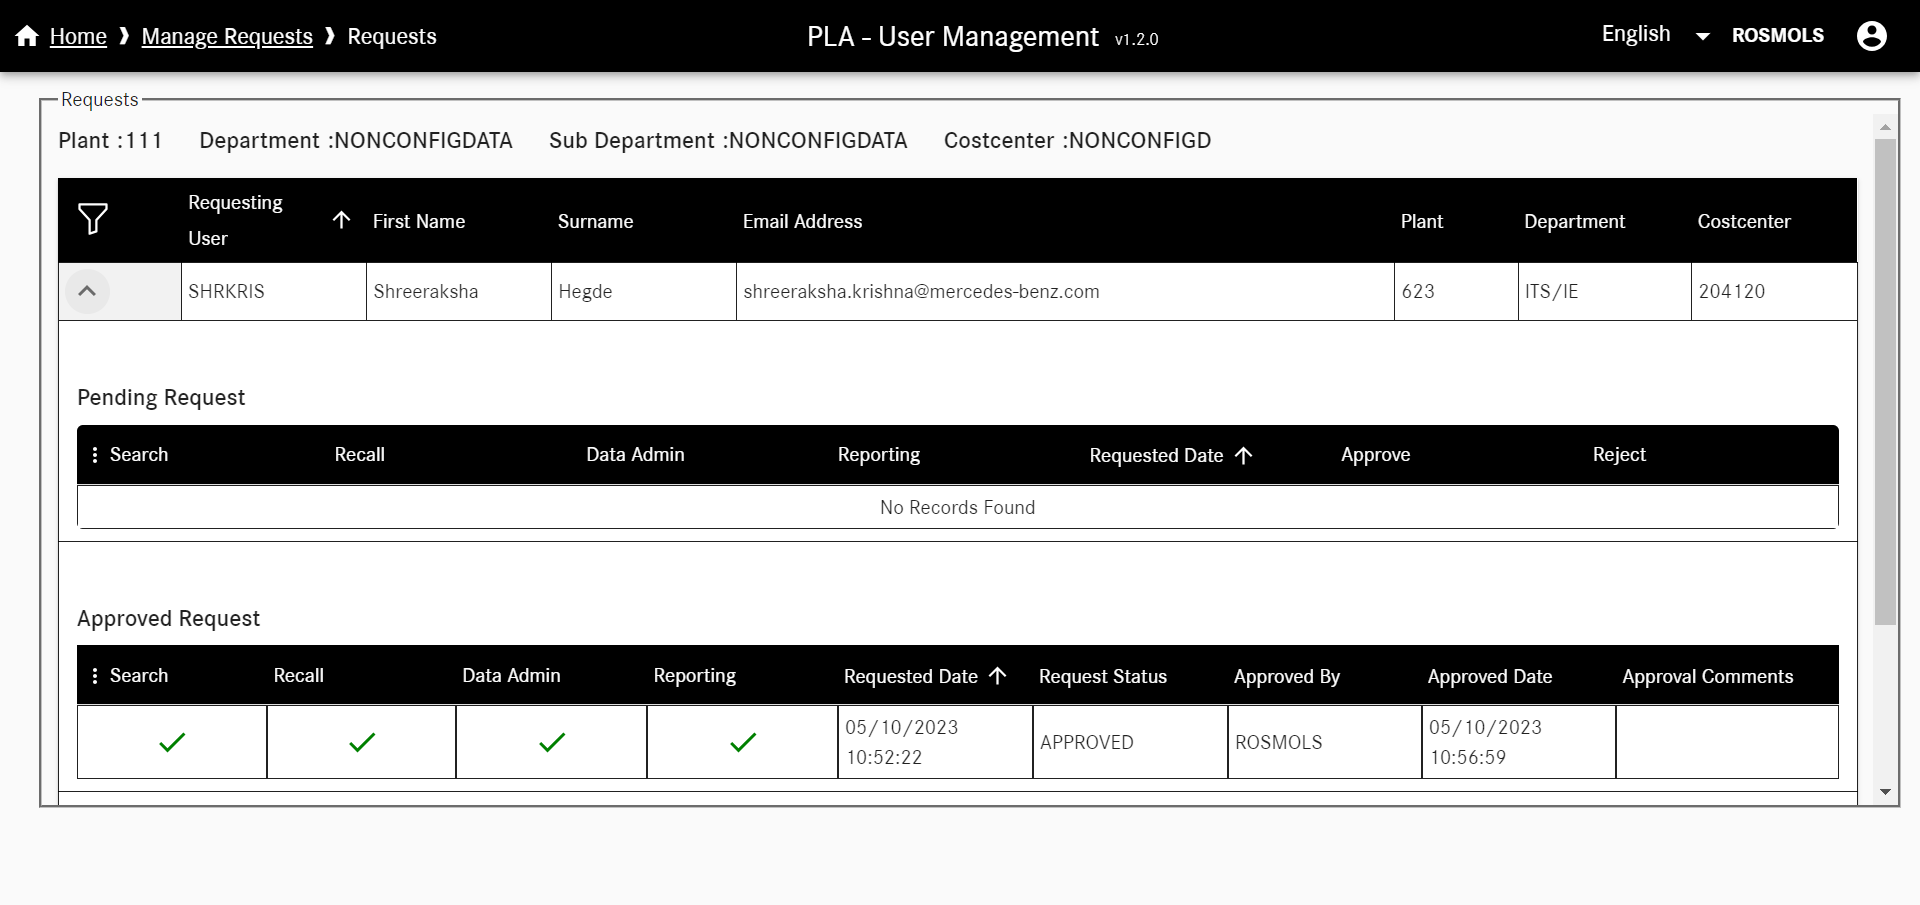 Home ❱ Manage Requests ❱ Requests
PLA - User Management v1.2.0
English
ROSMOLS
Requests
Plant :111 Department :NONCONFIGDATA Sub Department :NONCONFIGDATA Costcenter :NONCONFIGD
Requesting User First Name Surname Email Address Plant Department Costcenter
SHRKRIS Shreeraksha Hegde shreeraksha.krishna@mercedes-benz.com 623 ITS/IE 204120
Pending Request
Search Recall Data Admin Reporting Requested Date Approve Reject
No Records Found
Approved Request
Search Recall Data Admin Reporting Requested Date Request Status Approved By Approved Date Approval Comments
05/10/2023 10:52:22 APPROVED ROSMOLS 05/10/2023 10:56:59